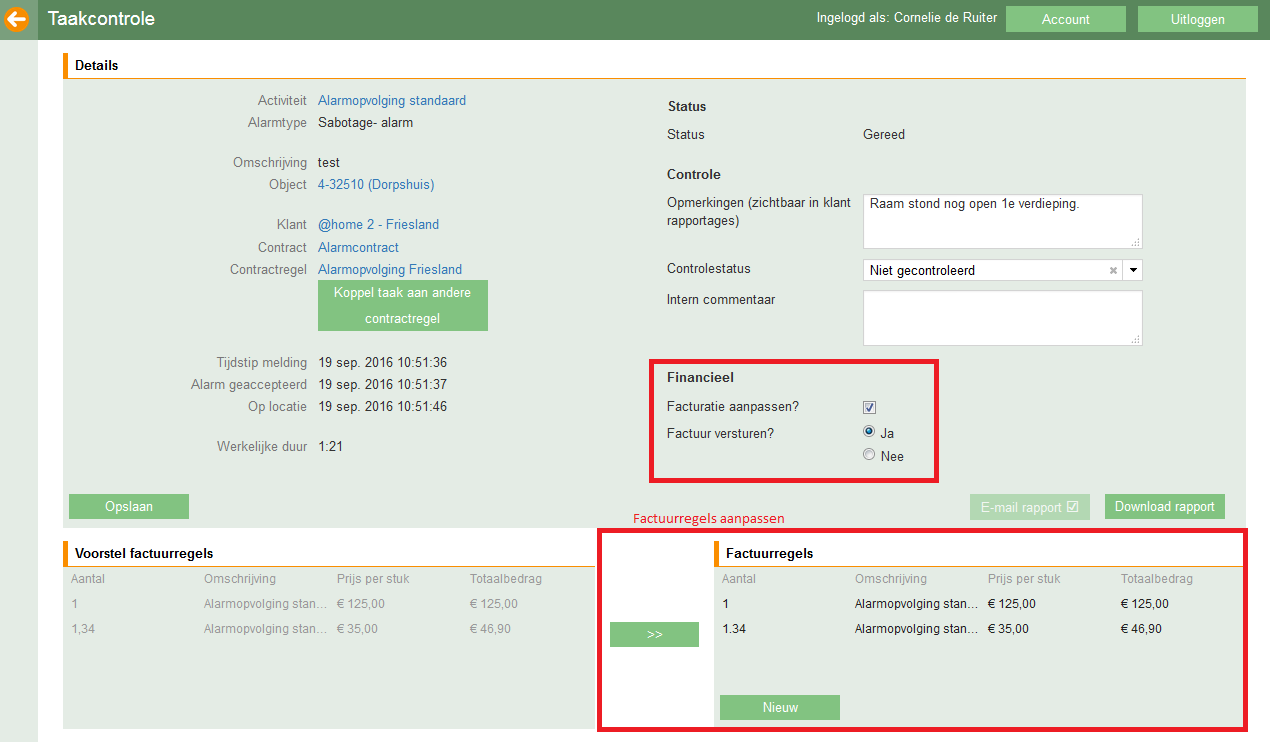 Taakcontrole
Ingelogd als: Cornelie de Ruiter
Account
Uitloggen
Details
Activiteit Alarmopvolging standaard
Alarmtype Sabotage- alarm
Omschrijving test
Object 4-32510 (Dorpshuis)
Klant @home 2 - Friesland
Contract Alarmcontract
Contractregel Alarmopvolging Friesland
Koppel taak aan andere
contractregel
Tijdstip melding 19 sep. 2016 10:51:36
Alarm geaccepteerd 19 sep. 2016 10:51:37
Op locatie 19 sep. 2016 10:51:46
Werkelijke duur 1:21
Status
Status Gereed
Controle
Opmerkingen (zichtbaar in klant
rapportages)
Raam stond nog open 1e verdieping.
Controlestatus Niet gecontroleerd
Intern commentaar
Financieel
Facturatie aanpassen?
Factuur versturen? Ja
Nee
Opslaan
E-mail rapport
Download rapport
Factuurregels aanpassen
Voorstel factuurregels
Aantal Omschrijving Prijs per stuk Totaalbedrag
1 Alarmopvolging stan... € 125,00 € 125,00
1,34 Alarmopvolging stan... € 35,00 € 46,90
>>
Factuurregels
Aantal Omschrijving Prijs per stuk Totaalbedrag
1 Alarmopvolging stan... € 125,00 € 125,00
1.34 Alarmopvolging stan... € 35,00 € 46,90
Nieuw